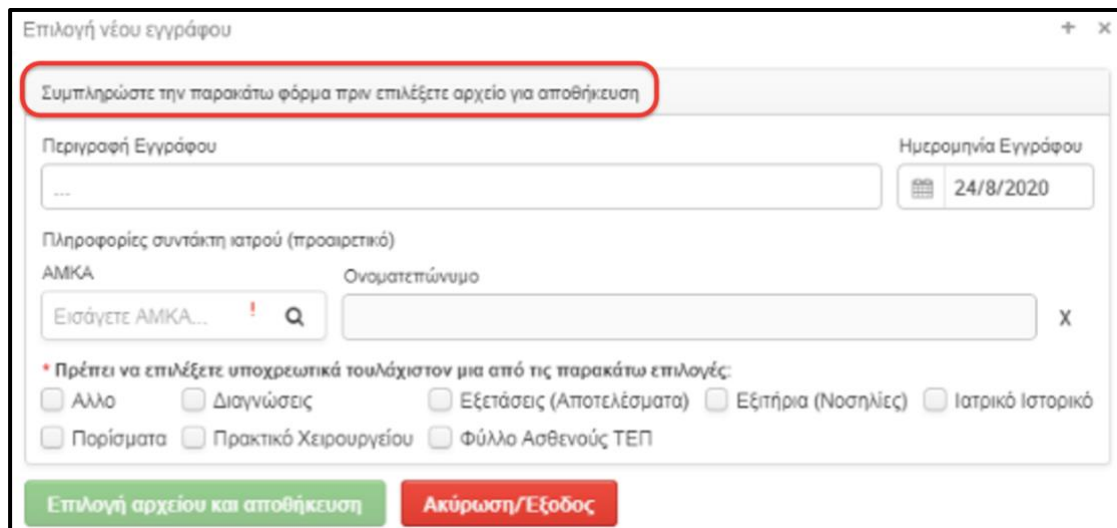 Επιλογή νέου εγγράφου
Συμπληρώστε την παρακάτω φόρμα πριν επιλέξετε αρχείο για αποθήκευση
Περιγραφή Εγγράφου Ημερομηνία Εγγράφου
... 24/8/2020
Πληροφορίες συντάκτη ιατρού (προαιρετικό)
ΑΜΚΑ Ονοματεπώνυμο
Εισάγετε ΑΜΚΑ... ! X
* Πρέπει να επιλέξετε υποχρεωτικά τουλάχιστον μια από τις παρακάτω επιλογές:
Αλλο Διαγνώσεις Εξετάσεις (Αποτελέσματα) Εξιτήρια (Νοσηλίες) Ιατρικό Ιστορικό
Πορίσματα Πρακτικό Χειρουργείου Φύλλο Ασθενούς ΤΕΠ
Επιλογή αρχείου και αποθήκευση Ακύρωση/Έξοδος